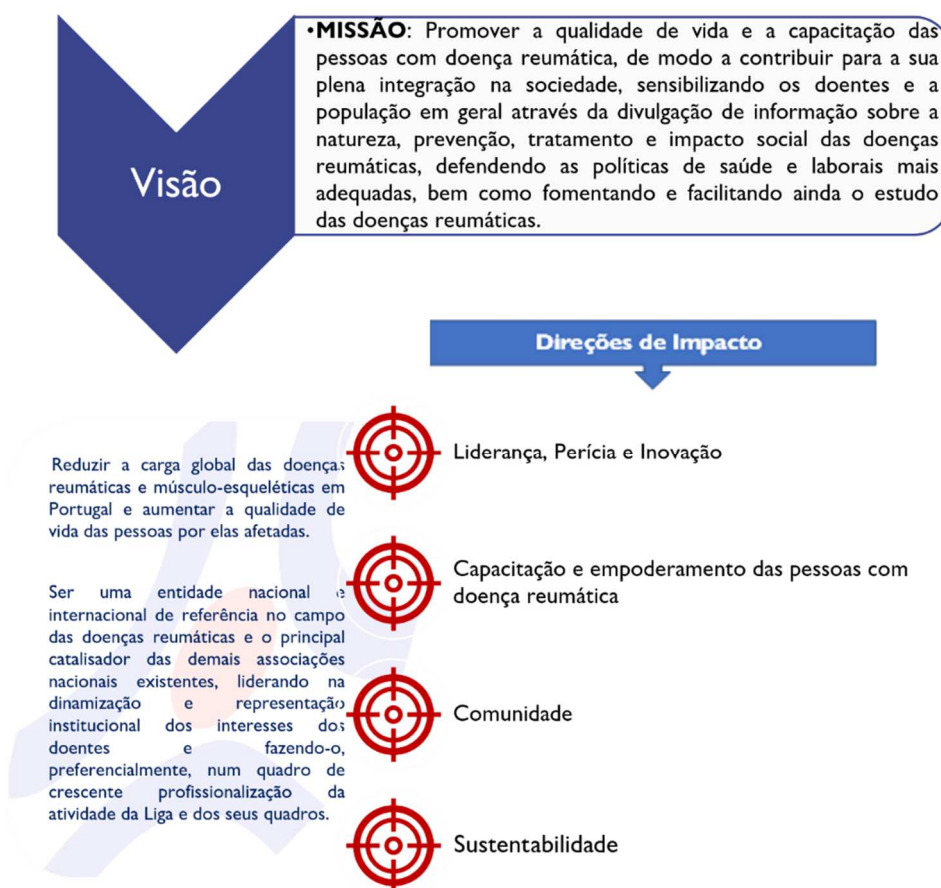 •MISSÃO: Promover a qualidade de vida e a capacitação das
pessoas com doença reumática, de modo a contribuir para a sua
plena integração na sociedade, sensibilizando os doentes e a
população em geral através da divulgação de informação sobre a
natureza, prevenção, tratamento e impacto social das doenças
reumáticas, defendendo as políticas de saúde e laborais mais
adequadas, bem como fomentando e facilitando ainda o estudo
das doenças reumáticas.
Visão
Direções de Impacto
Reduzir a carga global das doenças
reumáticas e músculo-esqueléticas em
Portugal e aumentar a qualidade de
vida das pessoas por elas afetadas.
Ser uma entidade nacional e
internacional de referência no campo
das doenças reumáticas e o principal
catalisador das demais associações
nacionais existentes, liderando na
dinamização e representação
institucional dos interesses dos
doentes e fazendo-o,
preferencialmente, num quadro de
crescente profissionalização da
atividade da Liga e dos seus quadros.
Liderança, Perícia e Inovação
Capacitação e empoderamento das pessoas com
doença reumática
Comunidade
Sustentabilidade